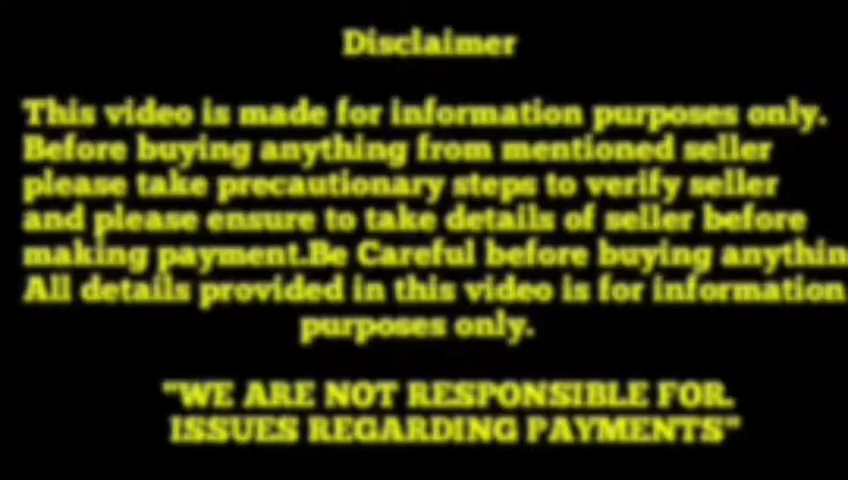 Disclaimer
This video is made for information purposes only.
Before buying anything from mentioned seller
please take precautionary steps to verify seller
and please ensure to take details of seller before
making payment.Be Careful before buying anythin
All details provided in this video is for information
purposes only.
"WE ARE NOT RESPONSIBLE FOR.
ISSUES REGARDING PAYMENTS"